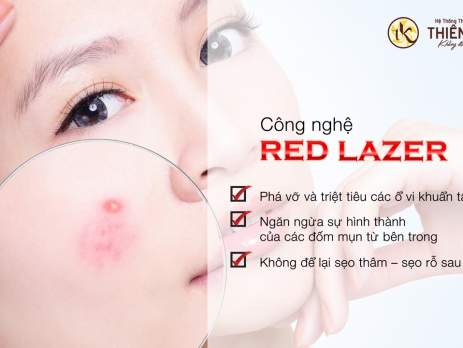 Hệ Thống Th
THIÊN
Công nghệ
RED LAZER
Phá vỡ và triệt tiêu các ổ vi khuẩn
Ngăn ngừa sự hình thành
của các đốm mụn từ bên trong
Không để lại sẹo thâm – sẹo rỗ sau